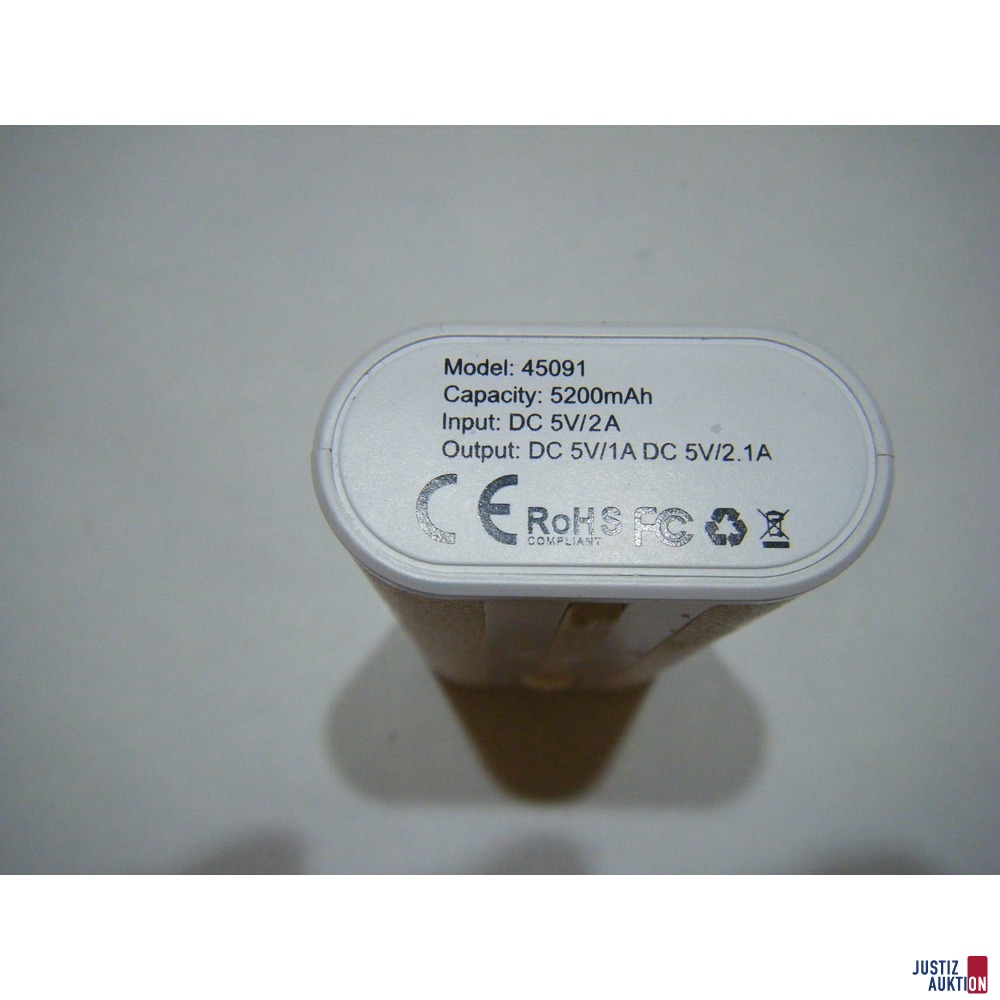 Model: 45091
Capacity: 5200mAh
Input: DC 5V/2A
Output: DC 5V/1A DC 5V/2.1A
CE RoHS FC
COMPLIANT
JUSTIZ
AUKTION